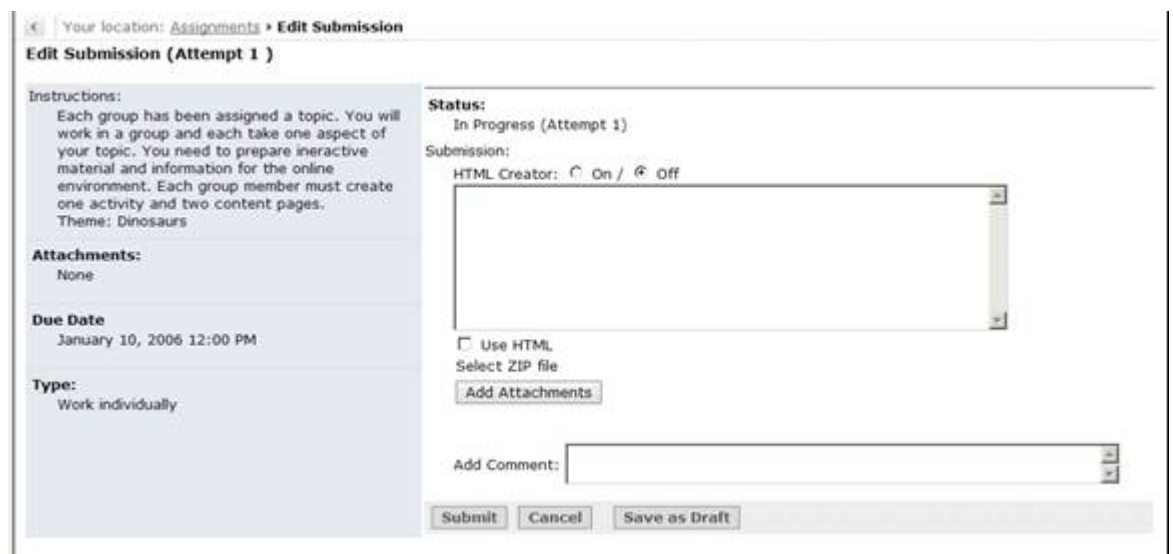 Your location: Assignments › Edit Submission
Edit Submission (Attempt 1 )
Instructions:
Each group has been assigned a topic. You will
work in a group and each take one aspect of
your topic. You need to prepare ineractive
material and information for the online
environment. Each group member must create
one activity and two content pages.
Theme: Dinosaurs
Attachments:
None
Due Date
January 10, 2006 12:00 PM
Type:
Work individually
Status:
In Progress (Attempt 1)
Submission:
HTML Creator: On / Off
Use HTML
Select ZIP file
Add Attachments
Add Comment:
Submit Cancel Save as Draft